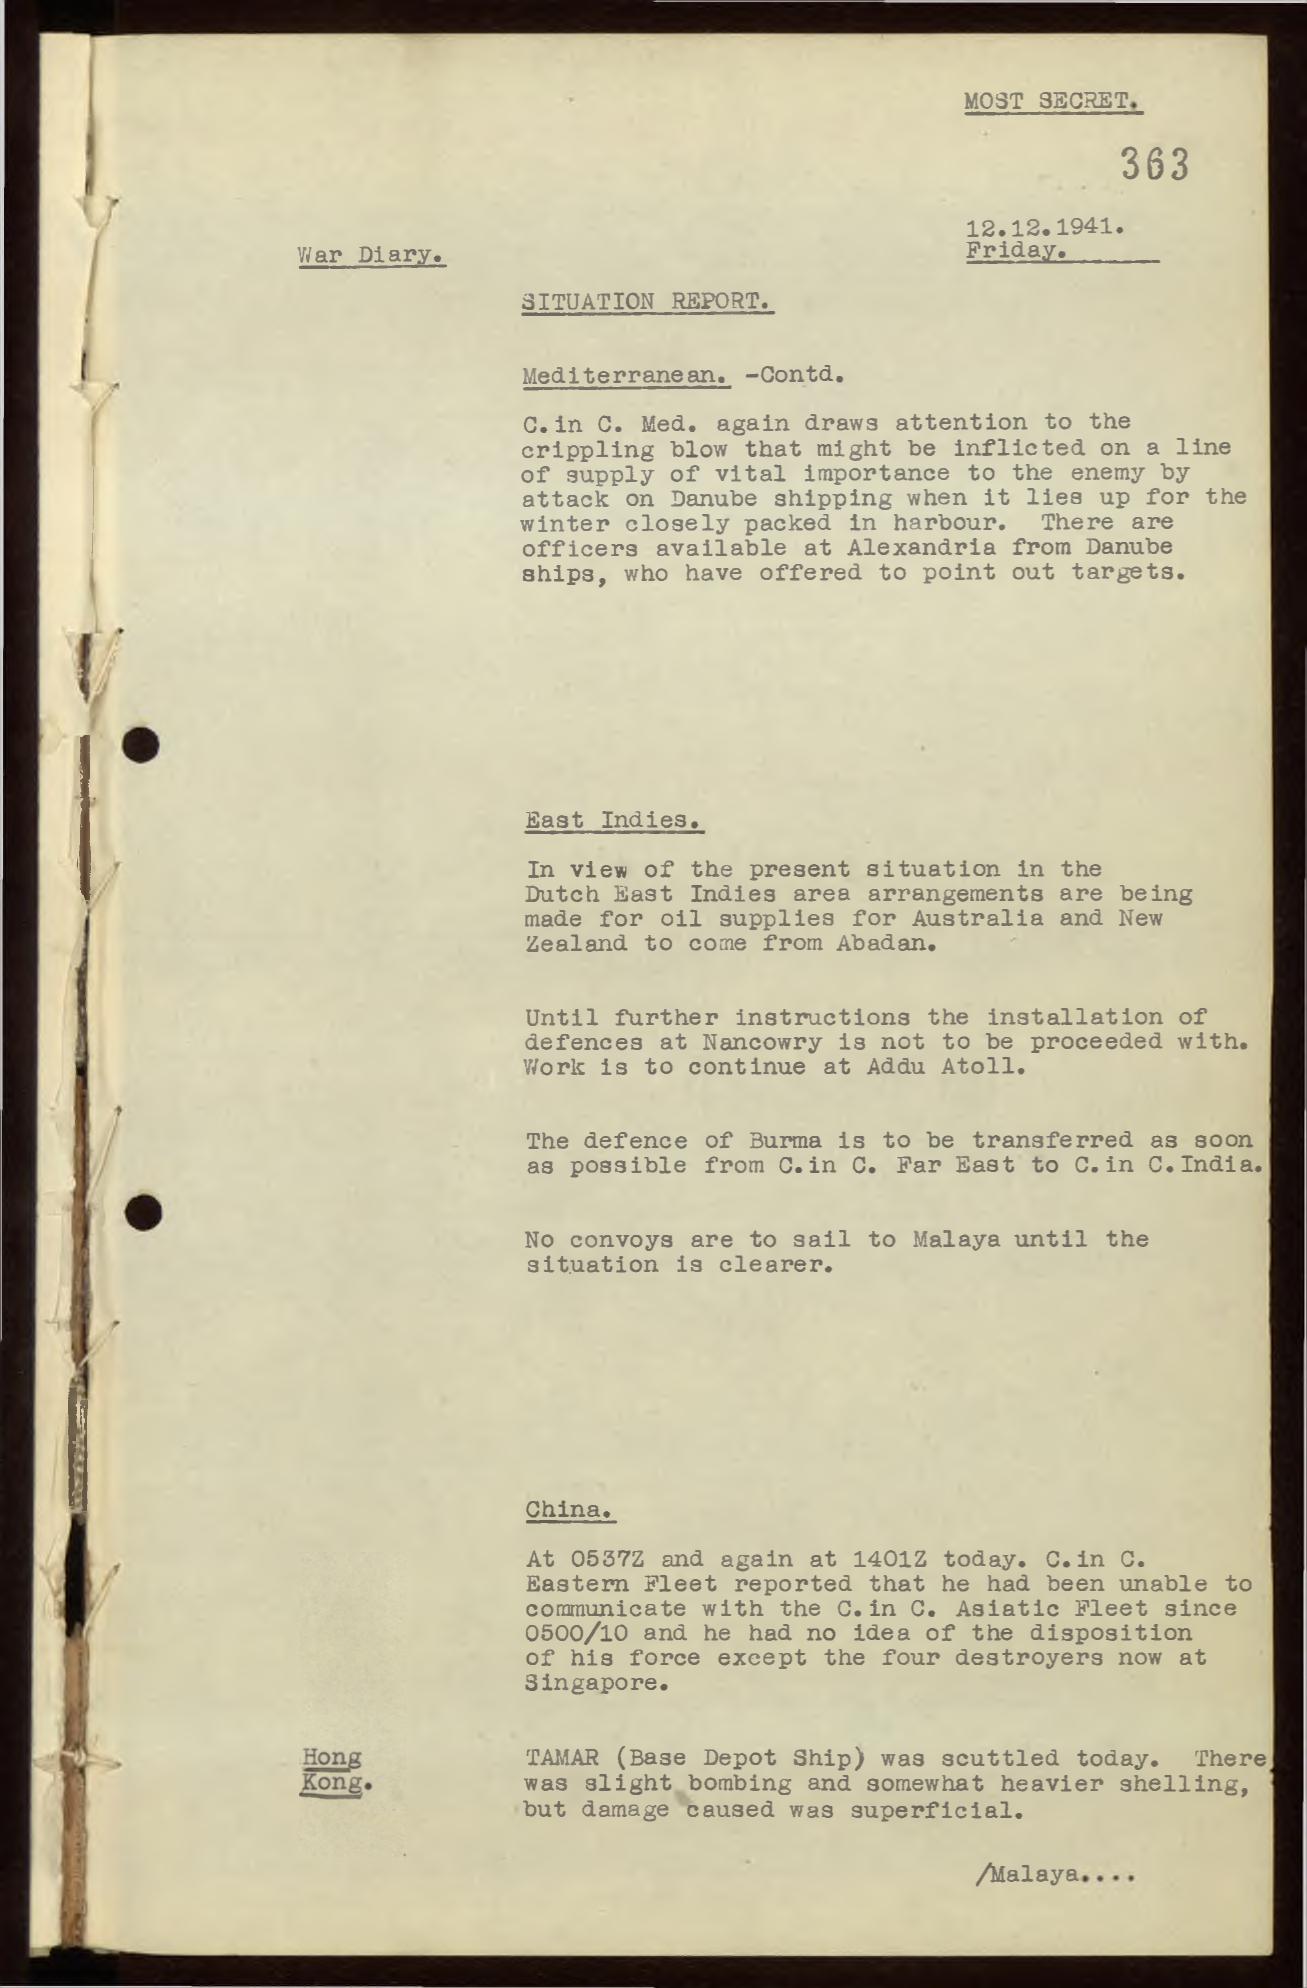 MOST SECRET.
363
12.12.1941.
Friday.
War Diary.
SITUATION REPORT.
Mediterranean. -Contd.
C.in C. Med. again draws attention to the
crippling blow that might be inflicted on a line
of supply of vital importance to the enemy by
attack on Danube shipping when it lies up for the
winter closely packed in harbour. There are
officers available at Alexandria from Danube
ships, who have offered to point out targets.
East Indies.
In view of the present situation in the
Dutch East Indies area arrangements are being
made for oil supplies for Australia and New
Zealand to come from Abadan.
Until further instructions the installation of
defences at Nancowry is not to be proceeded with.
Work is to continue at Addu Atoll.
The defence of Burma is to be transferred as soon
as possible from C.in C. Far East to C.in C.India.
No convoys are to sail to Malaya until the
situation is clearer.
China.
At 0537Z and again at 1401Z today. C.in C.
Eastern Fleet reported that he had been unable to
communicate with the C.in C. Asiatic Fleet since
0500/10 and he had no idea of the disposition
of his force except the four destroyers now at
Singapore.
Hong
Kong.
TAMAR (Base Depot Ship) was scuttled today. There
was slight bombing and somewhat heavier shelling,
but damage caused was superficial.
/Malaya....